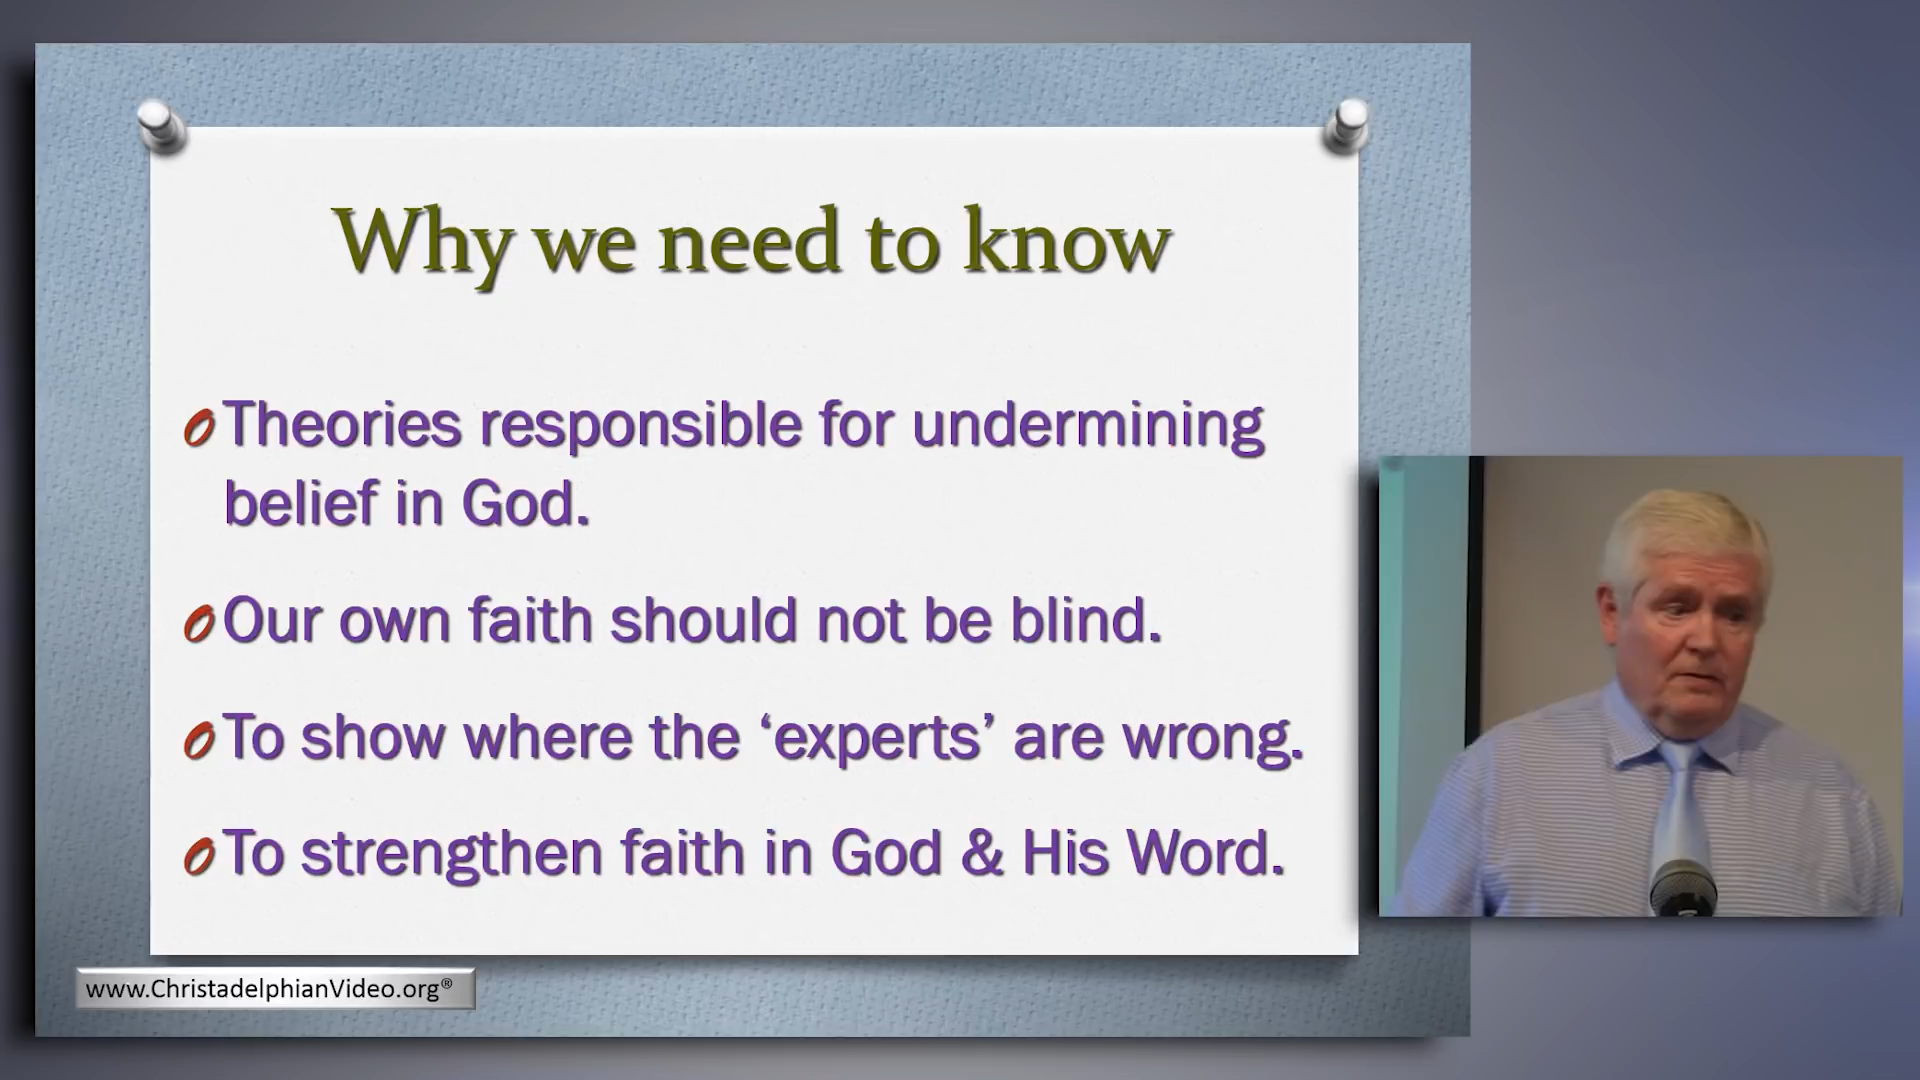 Why we need to know
Theories responsible for undermining
belief in God.
Our own faith should not be blind.
To show where the ‘experts’ are wrong.
To strengthen faith in God & His Word.
www.ChristadelphianVideo.org®